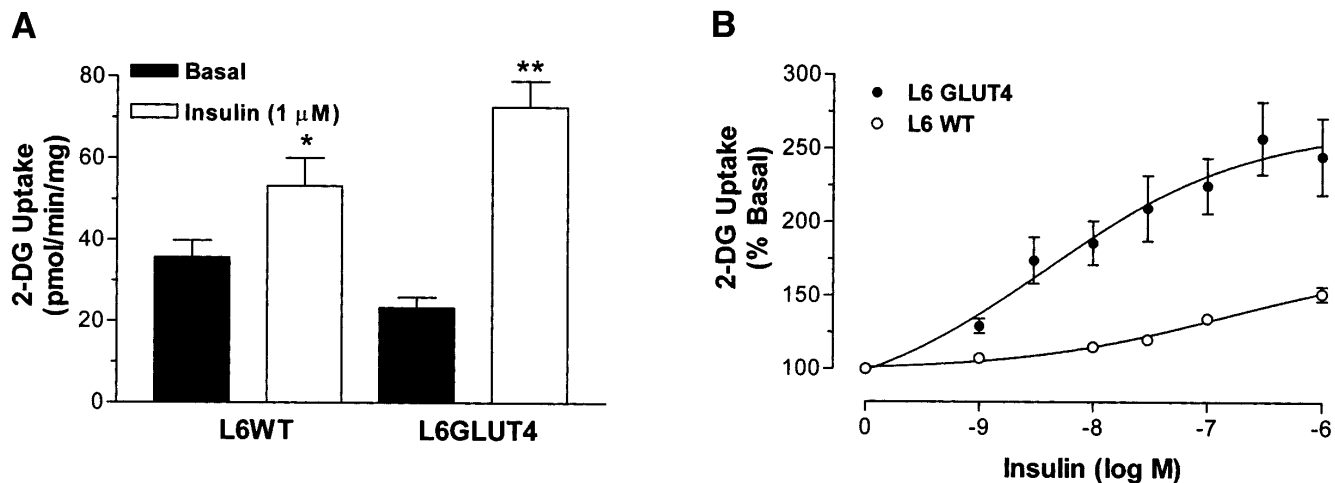 A
Basal
Insulin (1 μM)
80
60
40
20
0
2-DG Uptake
(pmol/min/mg)
*
**
L6WT
L6GLUT4
B
L6 GLUT4
L6 WT
300
250
200
150
100
2-DG Uptake
(% Basal)
0
-9
-8
-7
-6
Insulin (log M)